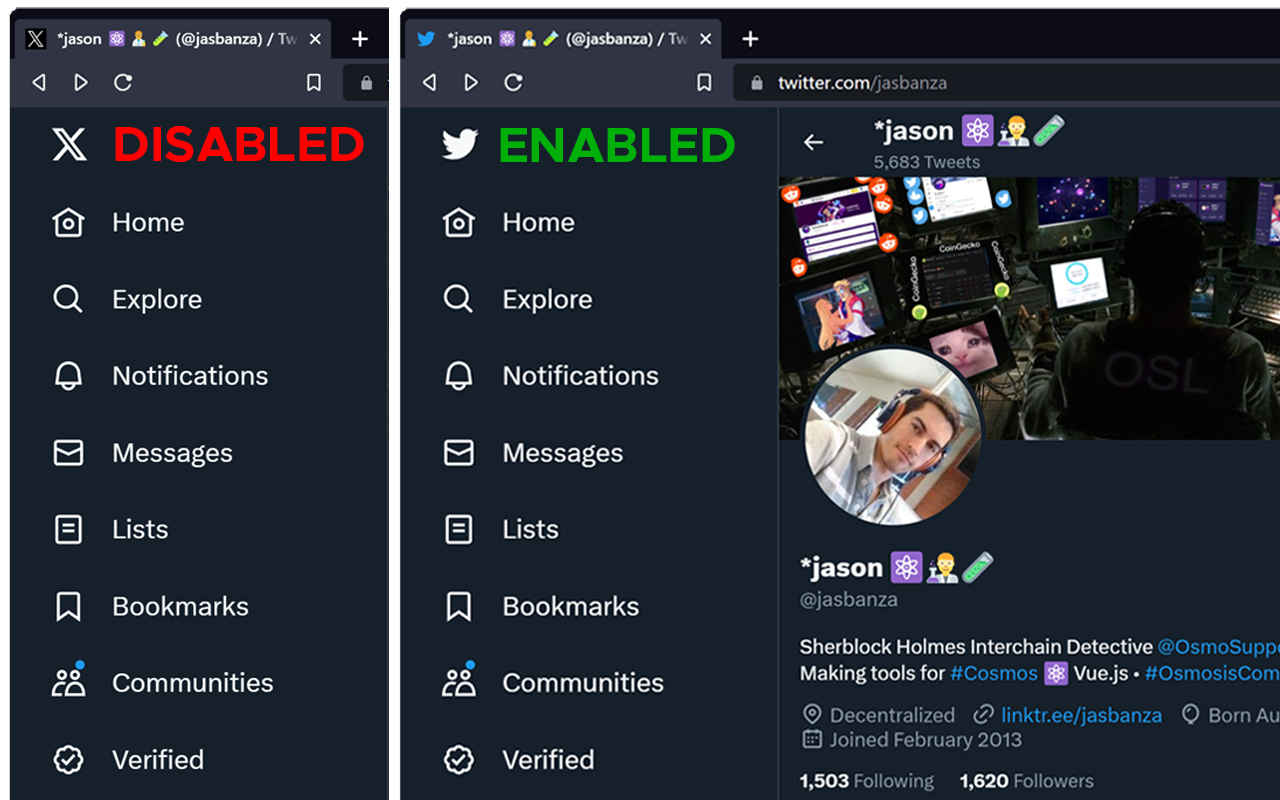 *jason ⚛️ 👨‍🔬 🧪 (@jasbanza) / Tw
DISABLED
Home
Explore
Notifications
Messages
Lists
Bookmarks
Communities
Verified
*jason ⚛️ 👨‍🔬 🧪 (@jasbanza) / Tw
twitter.com/jasbanza
ENABLED
Home
Explore
Notifications
Messages
Lists
Bookmarks
Communities
Verified
*jason ⚛️👨‍🔬🧪
5,683 Tweets
CoinGecko
CoinGecko
CoinGecko
OSL
*jason ⚛️👨‍🔬🧪
@jasbanza
Sherblock Holmes Interchain Detective @OsmoSuppo
Making tools for #Cosmos ⚛️ Vue.js • #OsmosisCom
Decentralized linktr.ee/jasbanza Born Au
Joined February 2013
1,503 Following 1,620 Followers